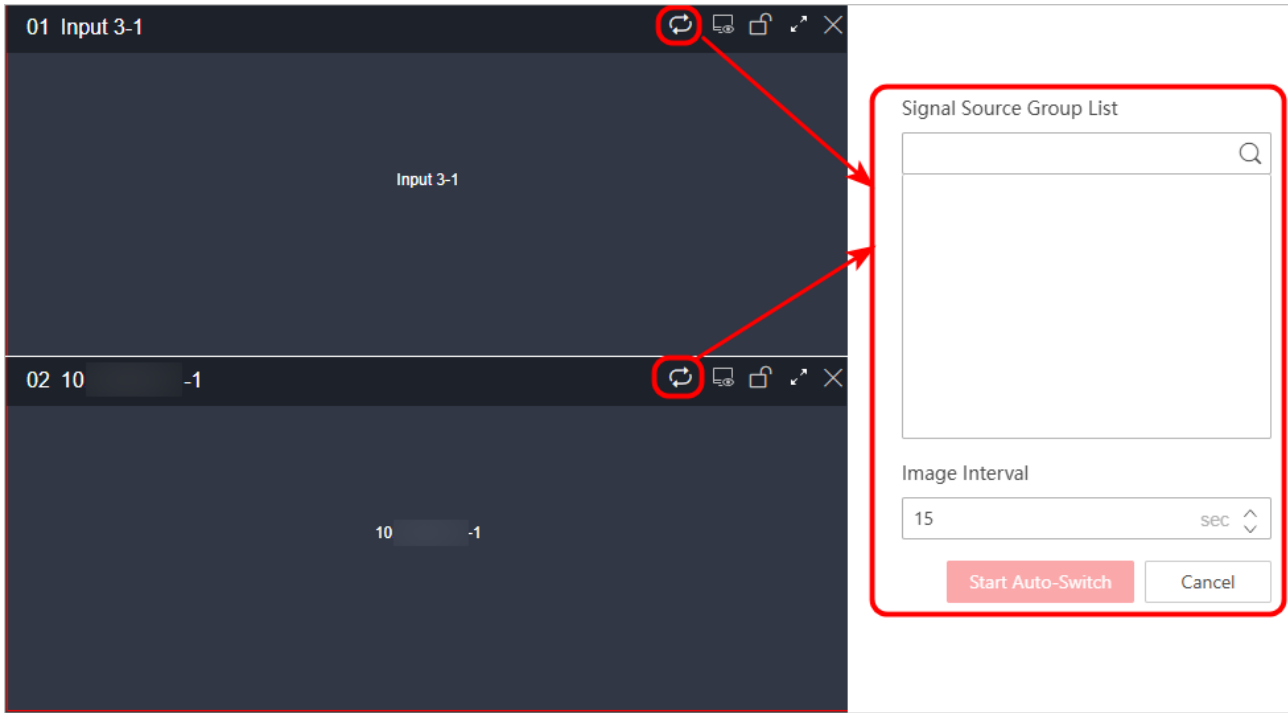 01 Input 3-1
Input 3-1
02 10 -1
10 -1
Signal Source Group List
Image Interval
15 sec
Start Auto-Switch Cancel